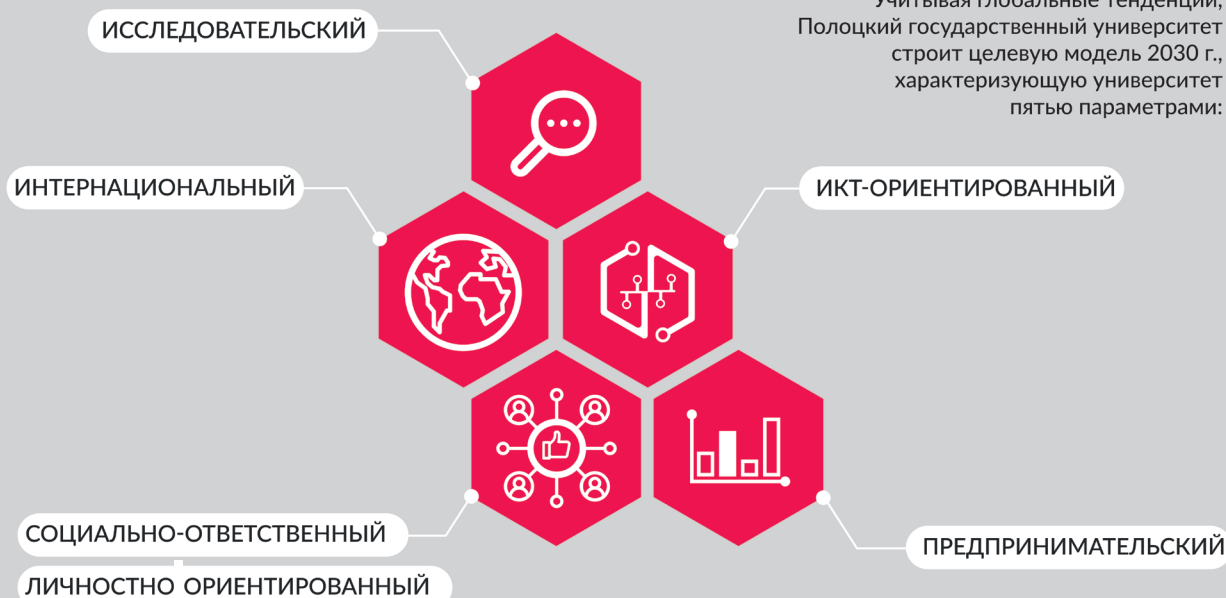 Учитывая глобальные тенденции,
Полоцкий государственный университет
строит целевую модель 2030 г.,
характеризующую университет
пятью параметрами:
ИССЛЕДОВАТЕЛЬСКИЙ
ИНТЕРНАЦИОНАЛЬНЫЙ
ИКТ-ОРИЕНТИРОВАННЫЙ
СОЦИАЛЬНО-ОТВЕТСТВЕННЫЙ
ЛИЧНОСТНО ОРИЕНТИРОВАННЫЙ
ПРЕДПРИНИМАТЕЛЬСКИЙ